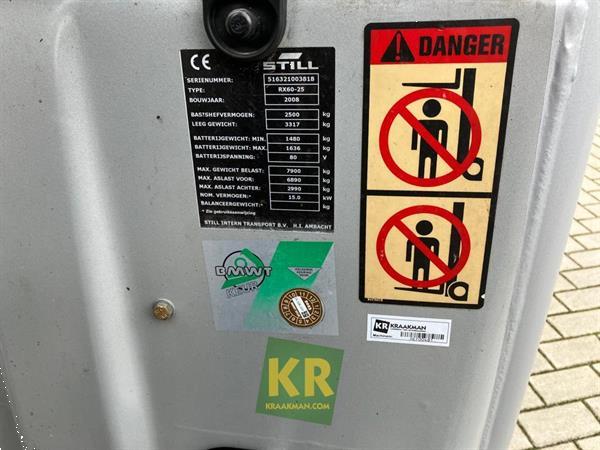 CE STILL
SERIENUMMER: 516321003818
TYPE: RX60-25
BOUWJAAR: 2008
BASISHEFVERMOGEN: 2500 kg
LEEG GEWICHT: 3317 kg
BATTERIJGEWICHT: MIN. 1480 kg
BATTERIJGEWICHT: MAX. 1636 kg
BATTERIJSPANNING: 80 V
MAX. GEWICHT BELAST: 7900 kg
MAX. ASLAST VOOR: 6890 kg
MAX. ASLAST ACHTER: 2990 kg
NOM. VERMOGEN:* 15.0 kW
BALANCEERGEWICHT:* kg
* Zie gebruiksaanwijzing
STILL INTERN TRANSPORT B.V. H.I. AMBACHT
DANGER
BMWT
KEUR
KR KRAAKMAN
KR
KRAAKMAN.COM